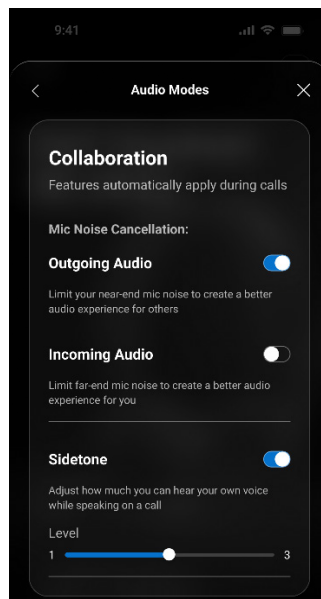 9:41
Audio Modes
Collaboration
Features automatically apply during calls
Mic Noise Cancellation:
Outgoing Audio
Limit your near-end mic noise to create a better
audio experience for others
Incoming Audio
Limit far-end mic noise to create a better audio
experience for you
Sidetone
Adjust how much you can hear your own voice
while speaking on a call
Level
1 3